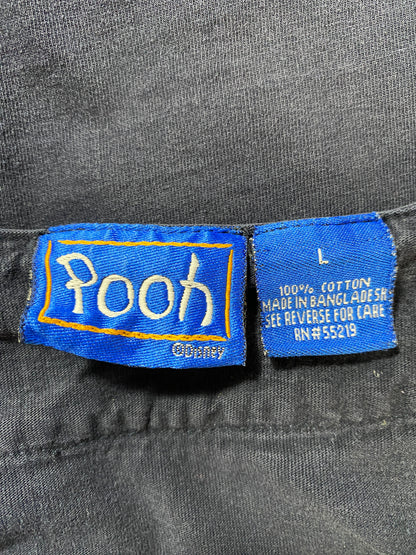 Pooh
©Disney
L
100% COTTON
MADE IN BANGLADESH
SEE REVERSE FOR CARE
RN#55219